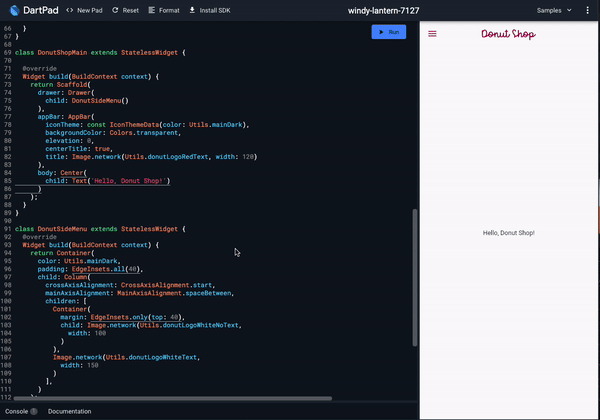 DartPad
<> New Pad
Reset
Format
Install SDK
windy-lantern-7127
Samples
Run
66   }
67 }
68
69 class DonutShopMain extends StatelessWidget {
70
71   @override
72   Widget build(BuildContext context) {
73     return Scaffold(
74       drawer: Drawer(
75         child: DonutSideMenu()
76       ),
77       appBar: AppBar(
78         iconTheme: const IconThemeData(color: Utils.mainDark),
79         backgroundColor: Colors.transparent,
80         elevation: 0,
81         centerTitle: true,
82         title: Image.network(Utils.donutLogoRedText, width: 120)
83       ),
84       body: Center(
85         child: Text('Hello, Donut Shop!')
86       )
87     );
88   }
89 }
90
91 class DonutSideMenu extends StatelessWidget {
92   @override
93   Widget build(BuildContext context) {
94     return Container(
95       color: Utils.mainDark,
96       padding: EdgeInsets.all(40),
97       child: Column(
98         crossAxisAlignment: CrossAxisAlignment.start,
99         mainAxisAlignment: MainAxisAlignment.spaceBetween,
100         children: [
101           Container(
102             margin: EdgeInsets.only(top: 40),
103             child: Image.network(Utils.donutLogoWhiteNoText,
104               width: 100
105             )
106           ),
107           Image.network(Utils.donutLogoWhiteText,
108             width: 150
109           )
110         ],
111       )
112     );
Donut Shop
Hello, Donut Shop!
Console
Documentation